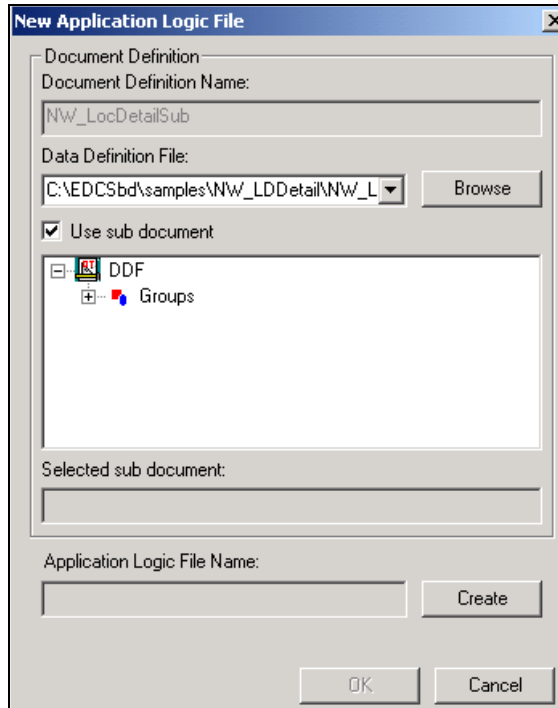 New Application Logic File
Document Definition
Document Definition Name:
NW_LocDetailSub
Data Definition File:
C:\EDCSbd\samples\NW_LDDetail\NW_L
Browse
Use sub document
DDF
Groups
Selected sub document:
Application Logic File Name:
Create
OK
Cancel